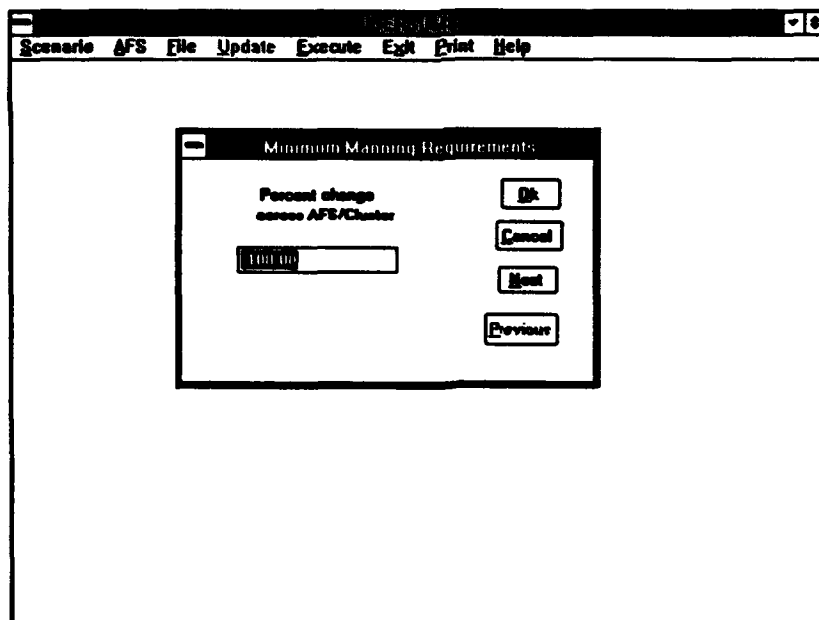 Scenario AFS File Update Execute Exit Print Help
Minimum Manning Requirements
Percent change
across AFS/Cluster
100.00
Ok
Cancel
Next
Previous